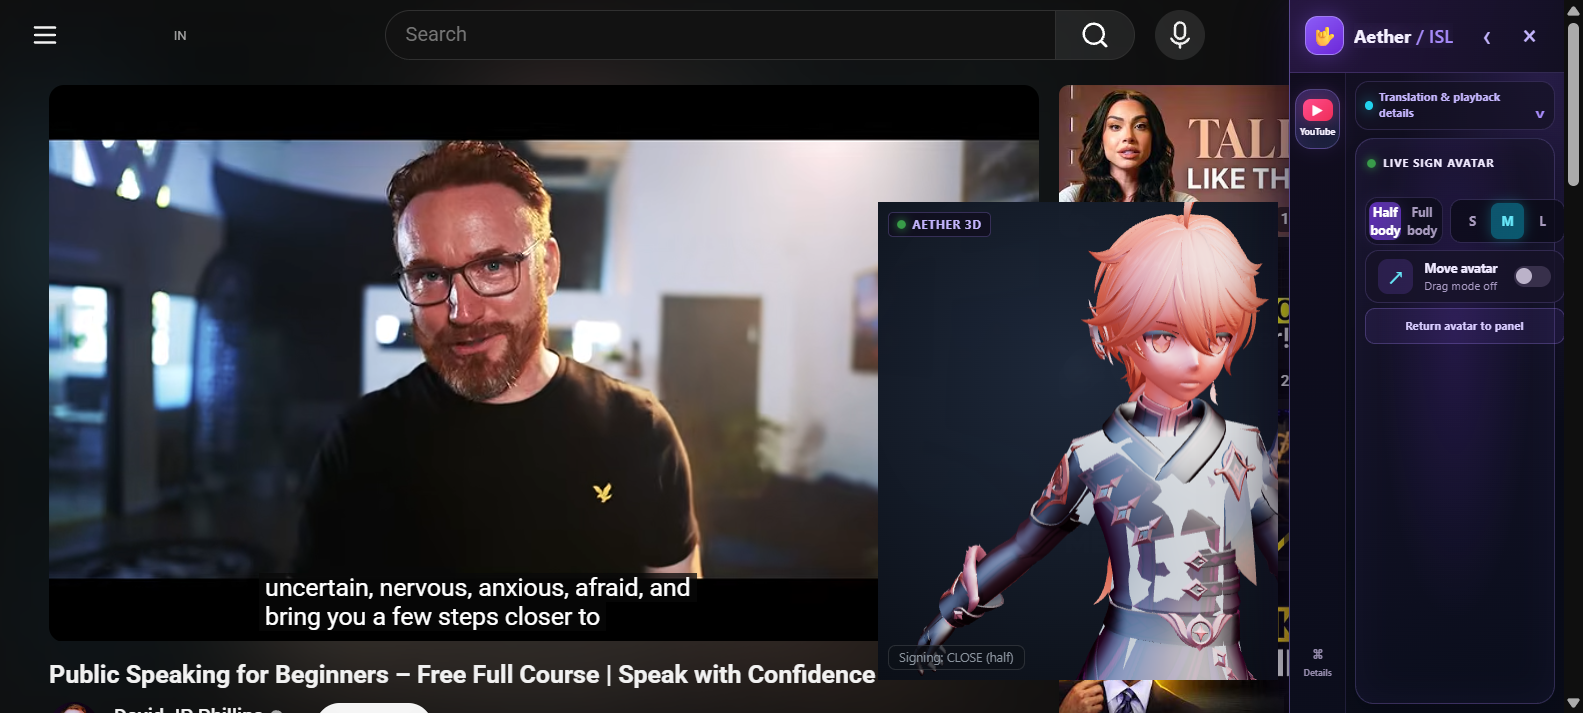 IN
Search
Aether / ISL
YouTube
Translation & playback
details
LIVE SIGN AVATAR
Half
body
Full
body
S
M
L
Move avatar
Drag mode off
Return avatar to panel
TAL
LIKE TH
AETHER 3D
Signing: CLOSE (half)
uncertain, nervous, anxious, afraid, and
bring you a few steps closer to
Public Speaking for Beginners – Free Full Course | Speak with Confidence
Details